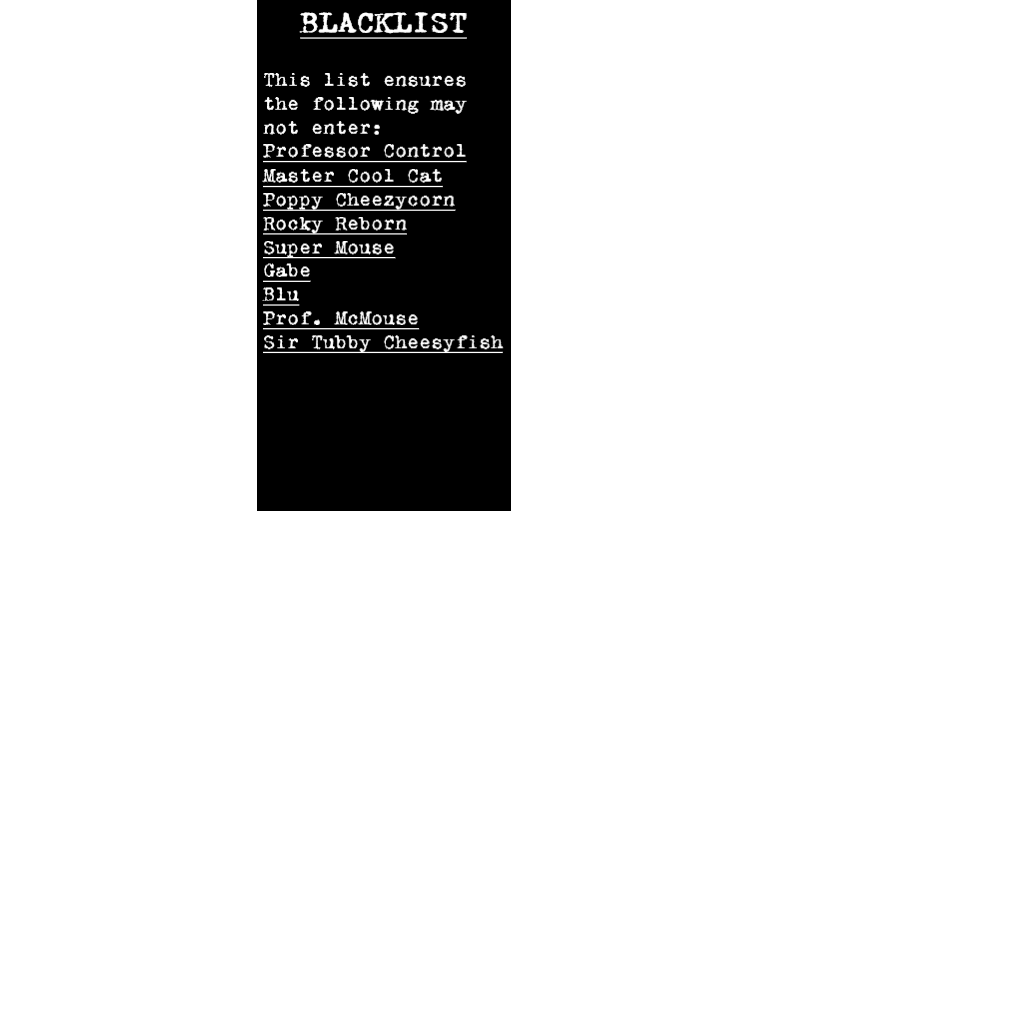 BLACKLIST
This list ensures
the following may
not enter:
Professor Control
Master Cool Cat
Poppy Cheezycorn
Rocky Reborn
Super Mouse
Gabe
Blu
Prof. McMouse
Sir Tubby Cheesyfish